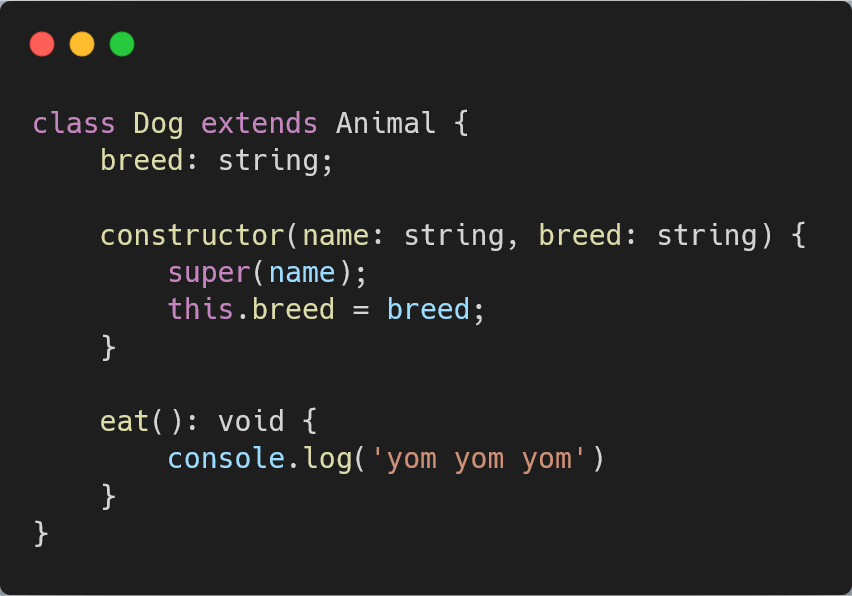 class Dog extends Animal {
    breed: string;

    constructor(name: string, breed: string) {
        super(name);
        this.breed = breed;
    }

    eat(): void {
        console.log('yom yom yom')
    }
}